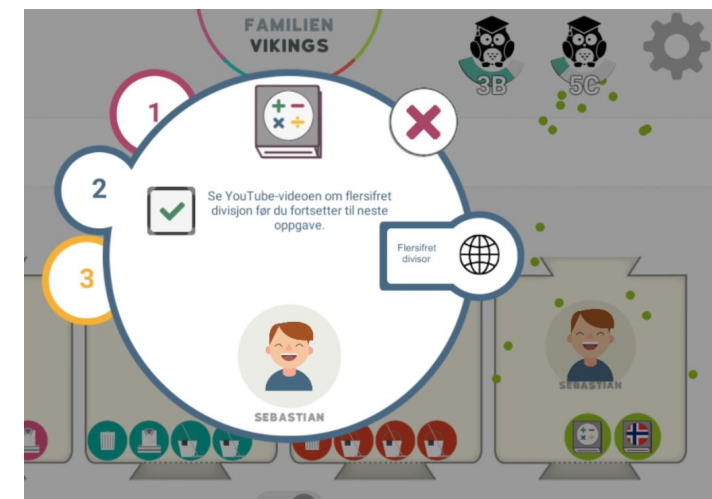 FAMILIEN
VIKINGS
3B
5C
1
2
3
Se YouTube-videoen om flersifret
divisjon før du fortsetter til neste
oppgave.
Flersifret
divisor
SEBASTIAN
SEBASTIAN